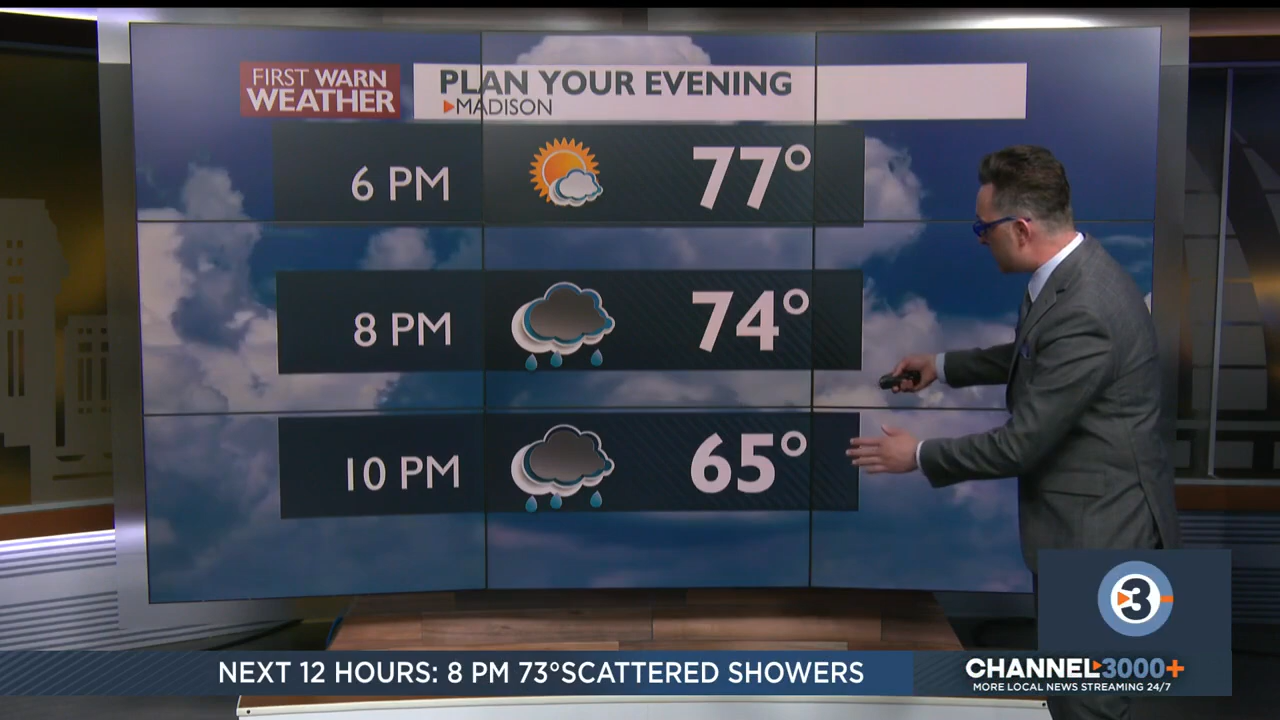 FIRST WARN
WEATHER
PLAN YOUR EVENING
MADISON
6 PM 77°
8 PM 74°
10 PM 65°
3
NEXT 12 HOURS: 8 PM 73°SCATTERED SHOWERS
CHANNEL3000+
MORE LOCAL NEWS STREAMING 24/7